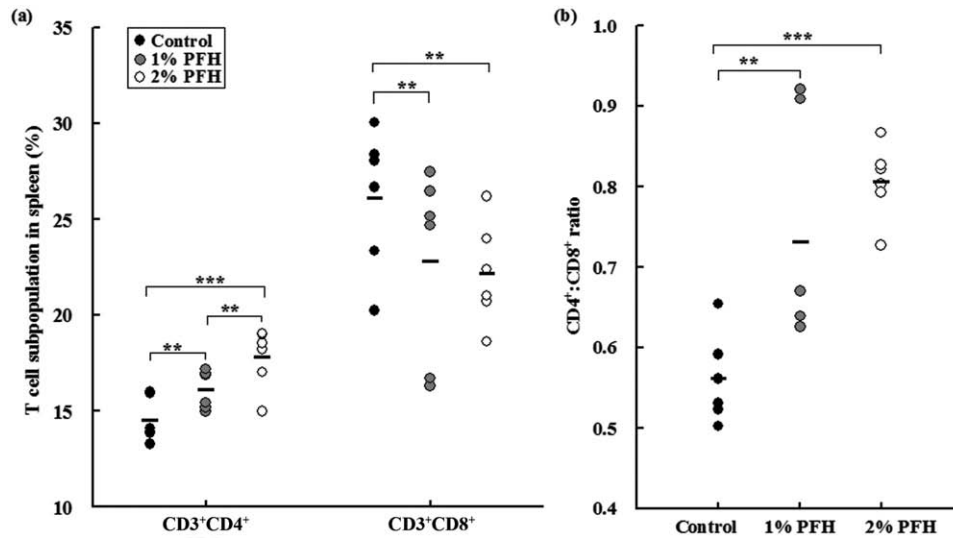 (a)
T cell subpopulation in spleen (%)
35
30
25
20
15
10
Control
1% PFH
2% PFH
***
**
**
**
**
CD3⁺CD4⁺
CD3⁺CD8⁺
(b)
CD4⁺:CD8⁺ ratio
1.0
0.9
0.8
0.7
0.6
0.5
0.4
***
**
Control
1% PFH
2% PFH